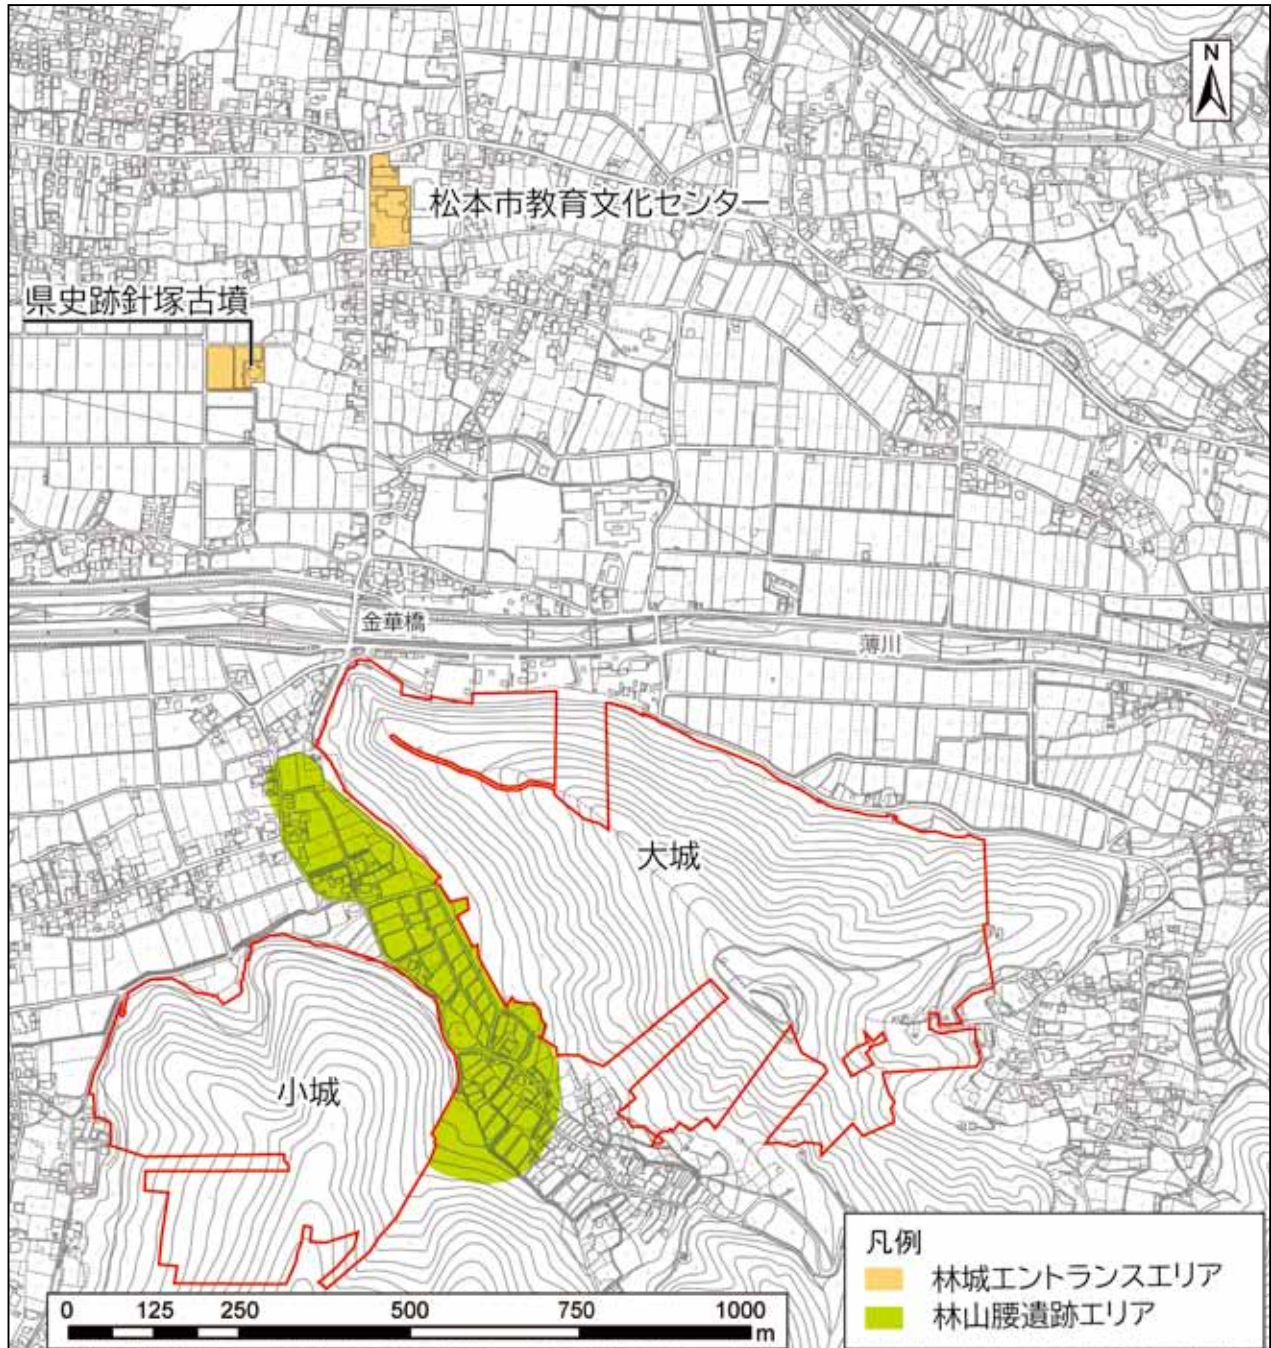 N
松本市教育文化センター
県史跡針塚古墳
金華橋
薄川
大城
小城
凡例
林城エントランスエリア
林山腰遺跡エリア
0 125 250 500 750 1000
m